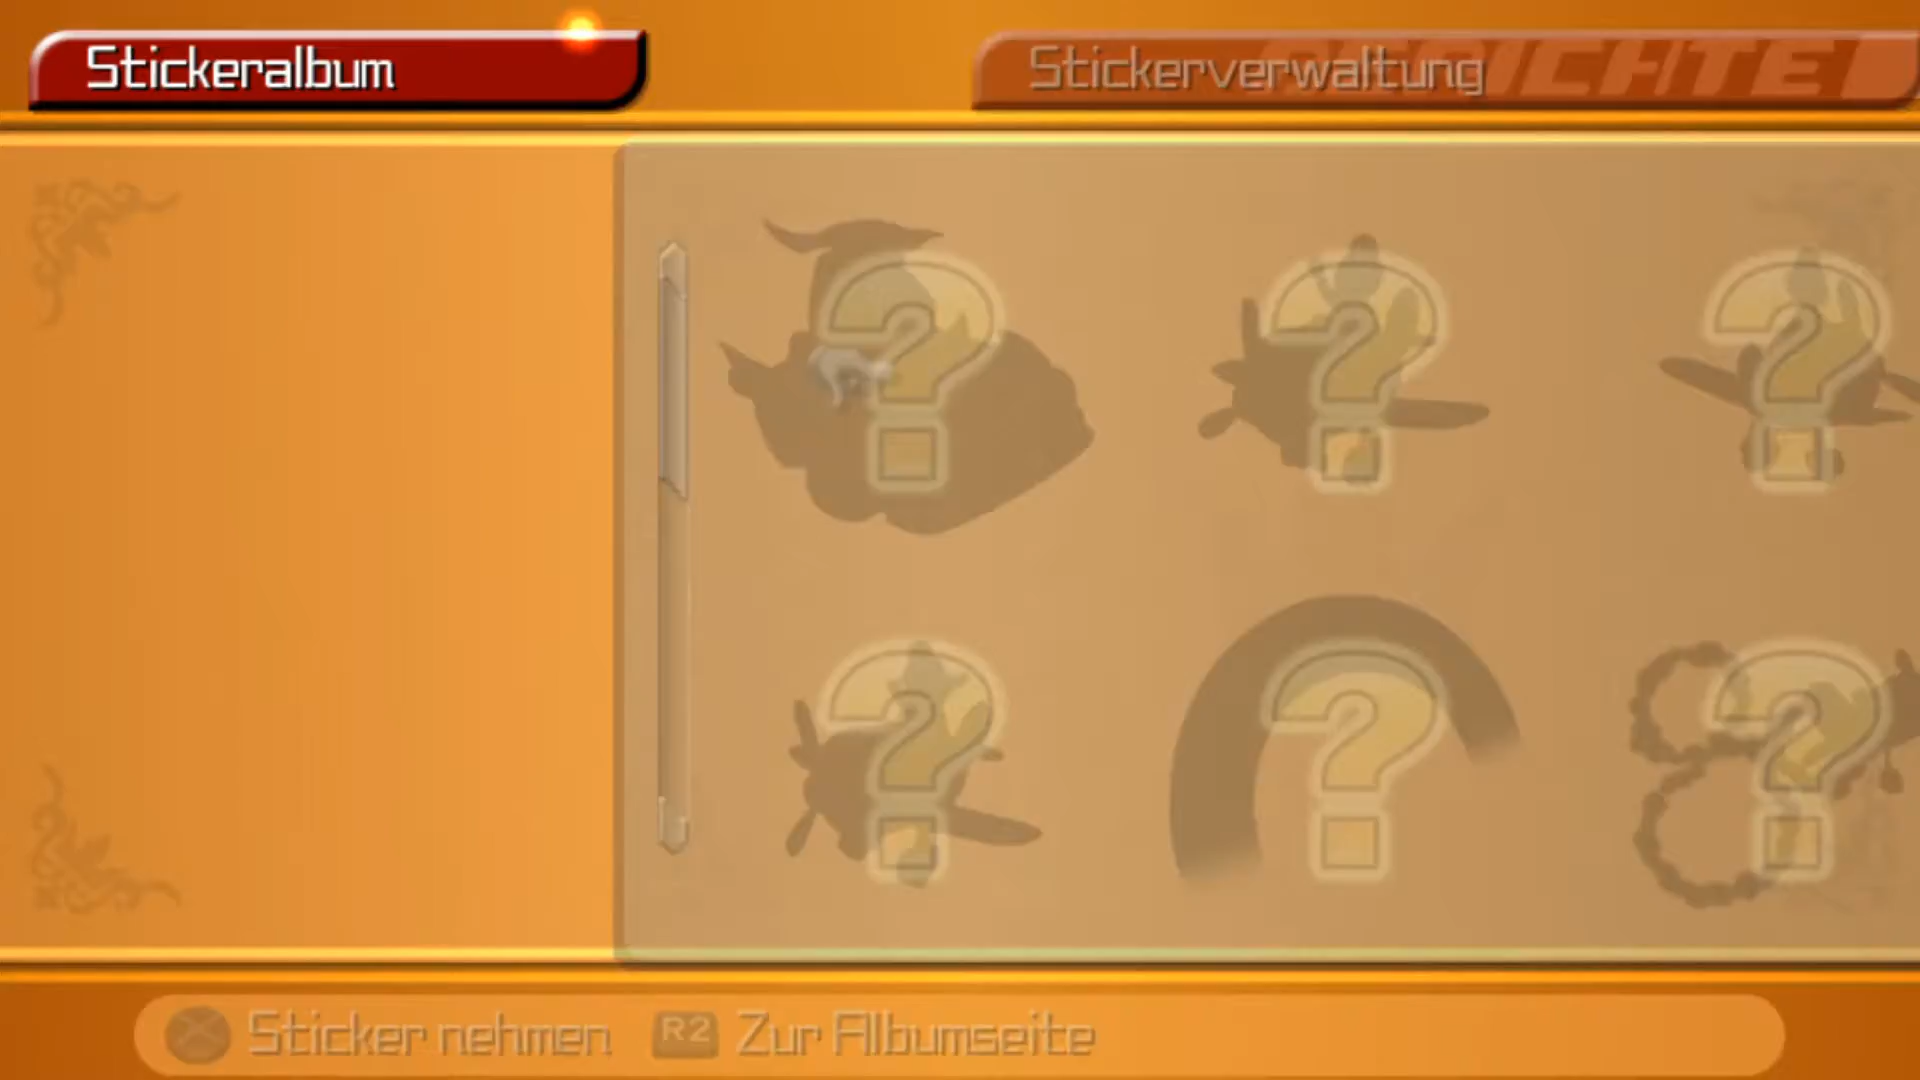 Stickeralbum
Stickerverwaltung
? ? ?
? ? ?
Sticker nehmen R2 Zur Albumseite